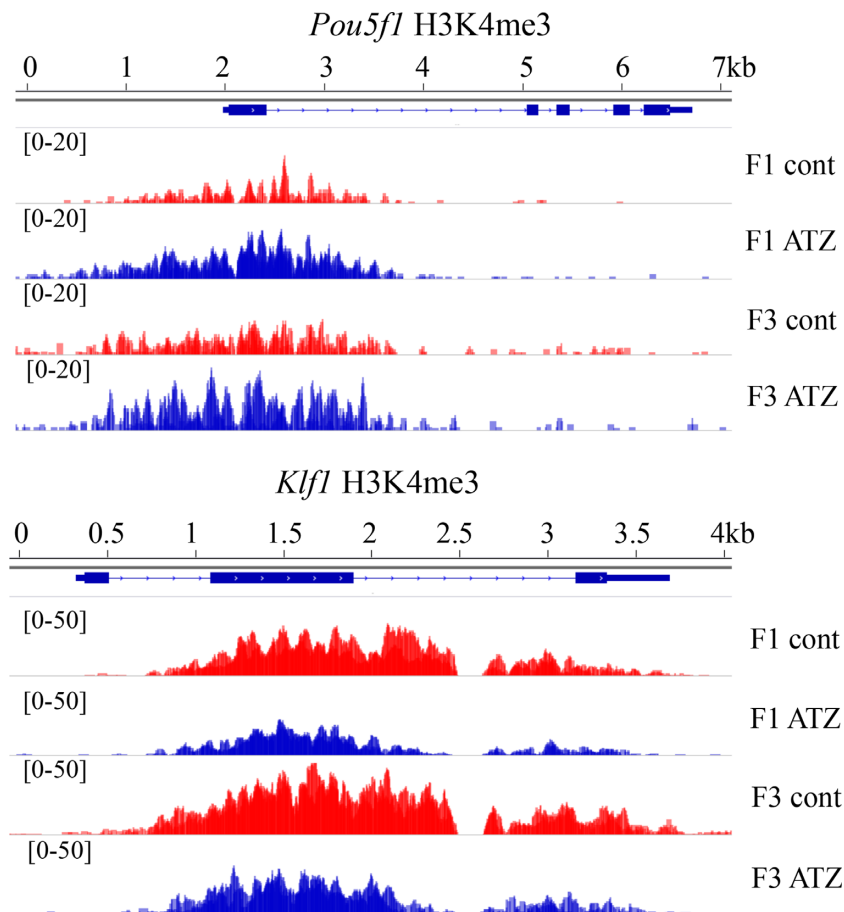 Pou5f1 H3K4me3
0 1 2 3 4 5 6 7kb
[0-20]
F1 cont
[0-20]
F1 ATZ
[0-20]
F3 cont
[0-20]
F3 ATZ
Klf1 H3K4me3
0 0.5 1 1.5 2 2.5 3 3.5 4kb
[0-50]
F1 cont
[0-50]
F1 ATZ
[0-50]
F3 cont
[0-50]
F3 ATZ